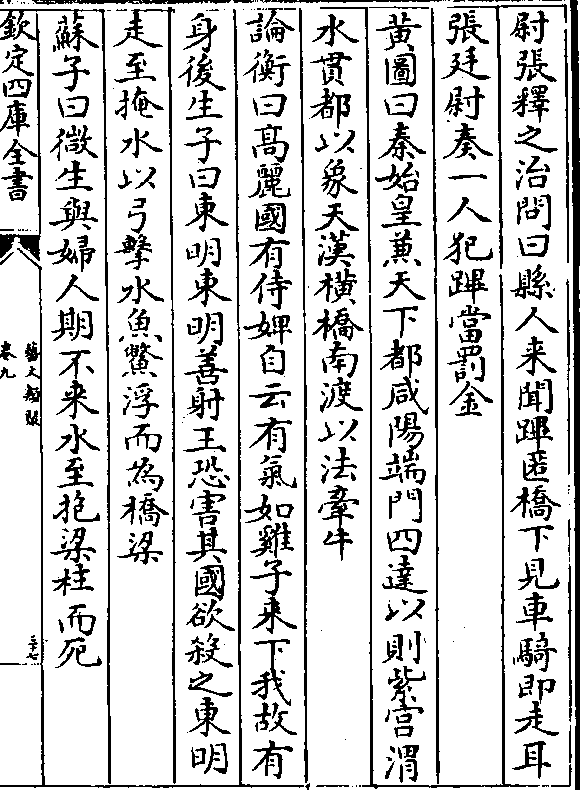 尉張釋之治問曰縣人来聞蹕匿橋下見車騎即走耳
張廷尉奏一人犯蹕當罰金
黄圖曰秦始皇兼天下都咸陽端門四達以則紫宫渭
水貫都以象天漢横橋南渡以法牽牛
論衡曰髙麗國有侍婢自云有氣如雞子来下我故有
身後生子曰東明東明善射王恐害其國欲殺之東明
走至掩水以弓擊水魚鱉浮而為橋梁
蘇子曰微生與婦人期不来水至抱梁柱而死
欽定四庫全書
藝文類聚
卷九
三十七